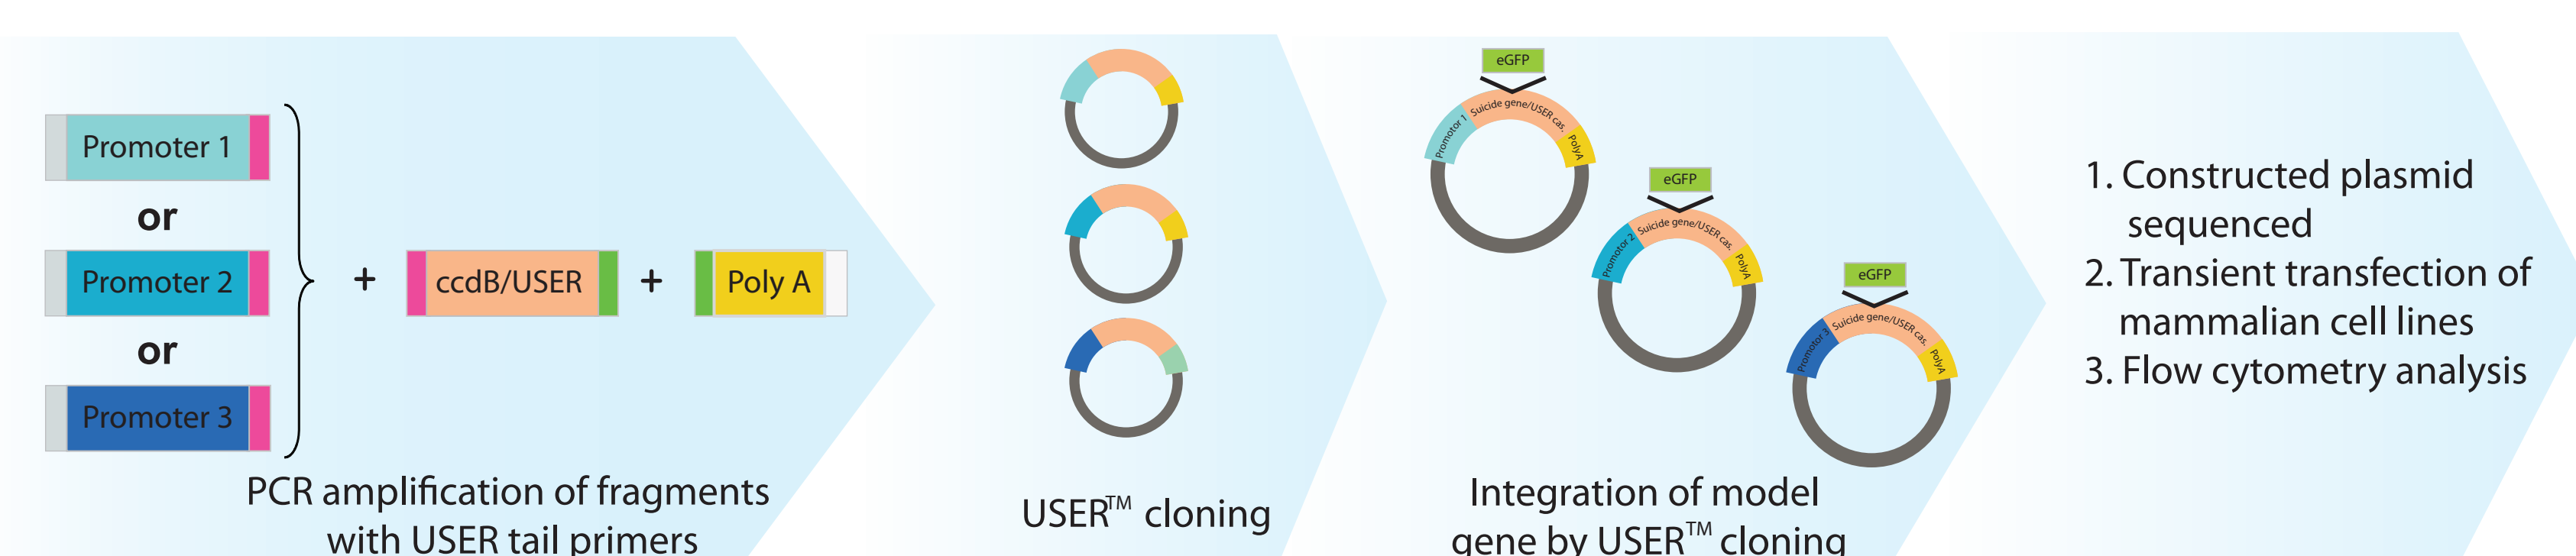 Promoter 1
or
Promoter 2
or
Promoter 3
+
ccdB/USER
+
Poly A
PCR amplification of fragments
with USER tail primers
USER™ cloning
eGFP
Promotor 1
Suicide gene/USER cas.
PolyA
eGFP
Promotor 2
Suicide gene/USER cas.
PolyA
eGFP
Promotor 3
Suicide gene/USER cas.
PolyA
Integration of model
gene by USER™ cloning
1. Constructed plasmid
sequenced
2. Transient transfection of
mammalian cell lines
3. Flow cytometry analysis